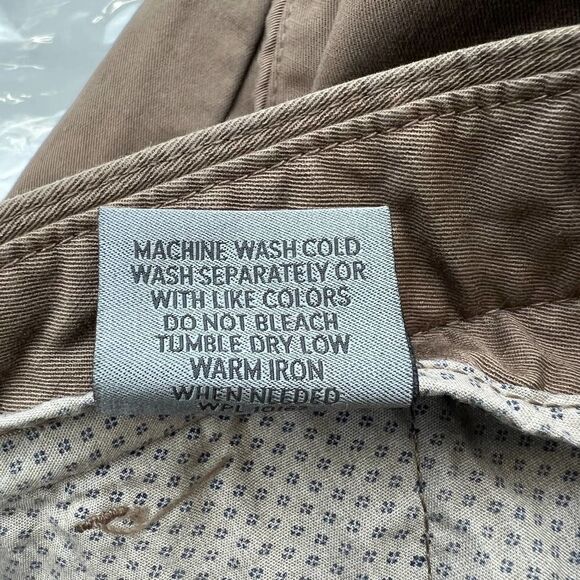 MACHINE WASH COLD
WASH SEPARATELY OR
WITH LIKE COLORS
DO NOT BLEACH
TUMBLE DRY LOW
WARM IRON
WHEN NEEDED
WPL